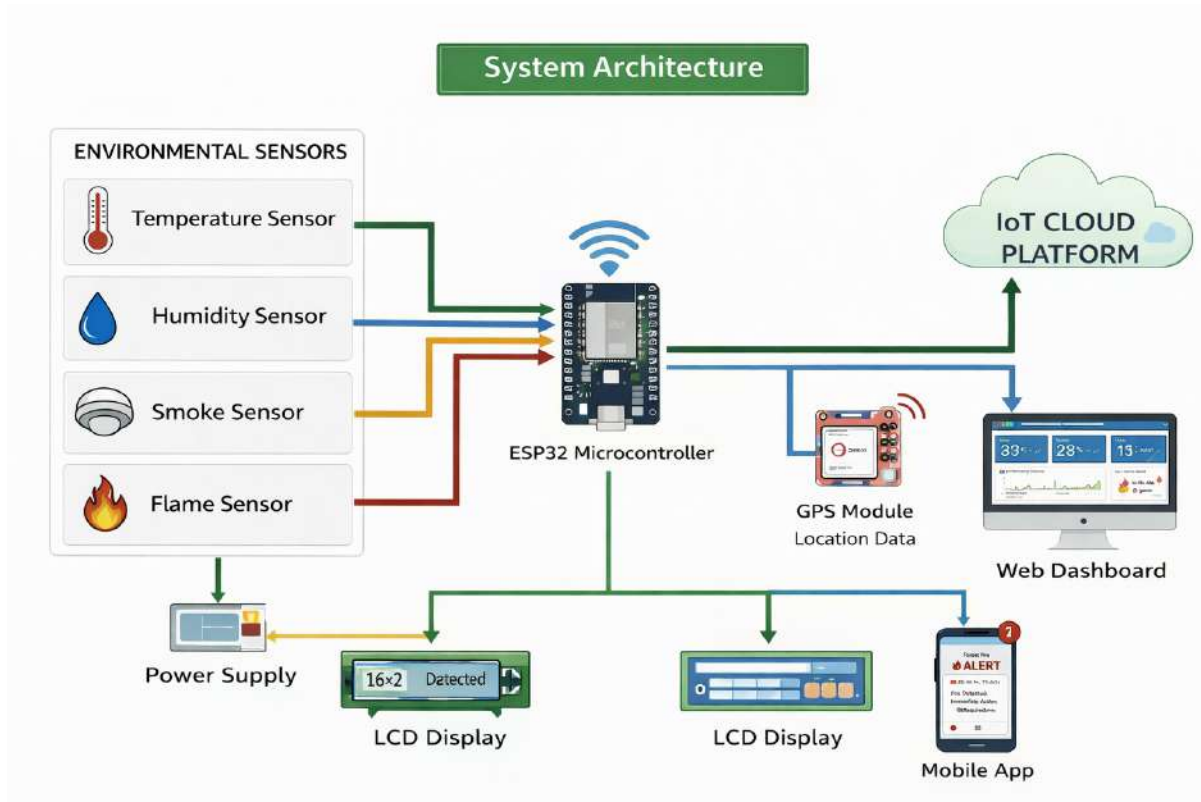 System Architecture
ENVIRONMENTAL SENSORS
Temperature Sensor
Humidity Sensor
Smoke Sensor
Flame Sensor
IoT CLOUD
PLATFORM
ESP32 Microcontroller
GPS Module
Location Data
Web Dashboard
Power Supply
16×2 Detected
LCD Display
LCD Display
ALERT
Mobile App